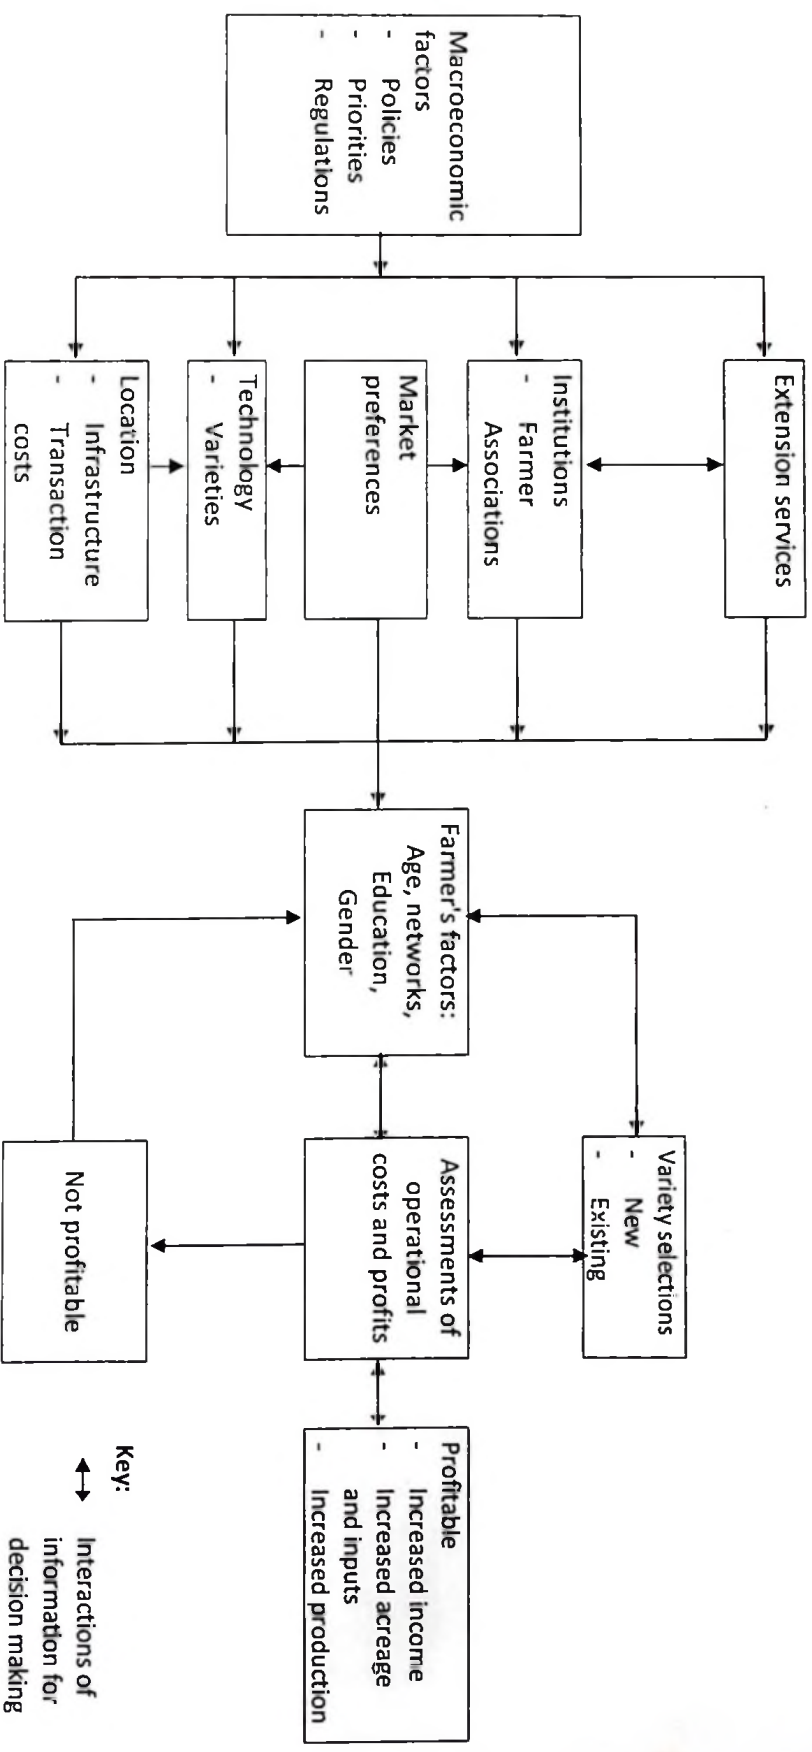 Macroeconomic
factors
- Policies
- Priorities
- Regulations
Extension services
Institutions
- Farmer
Associations
Market
preferences
Technology
- Varieties
Location
- Infrastructure
- Transaction
costs
Farmer's factors:
Age, networks,
Education,
Gender
Variety selections
- New
- Existing
Assessments of
operational
costs and profits
Not profitable
Profitable
- Increased income
- Increased acreage
and inputs
- Increased production
Key:
Interactions of
information for
decision making